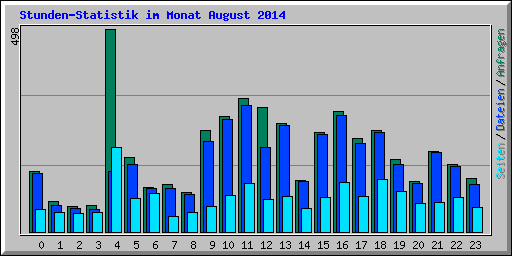 Stunden-Statistik im Monat August 2014
498
Seiten / Dateien / Anfragen
0 1 2 3 4 5 6 7 8 9 10 11 12 13 14 15 16 17 18 19 20 21 22 23